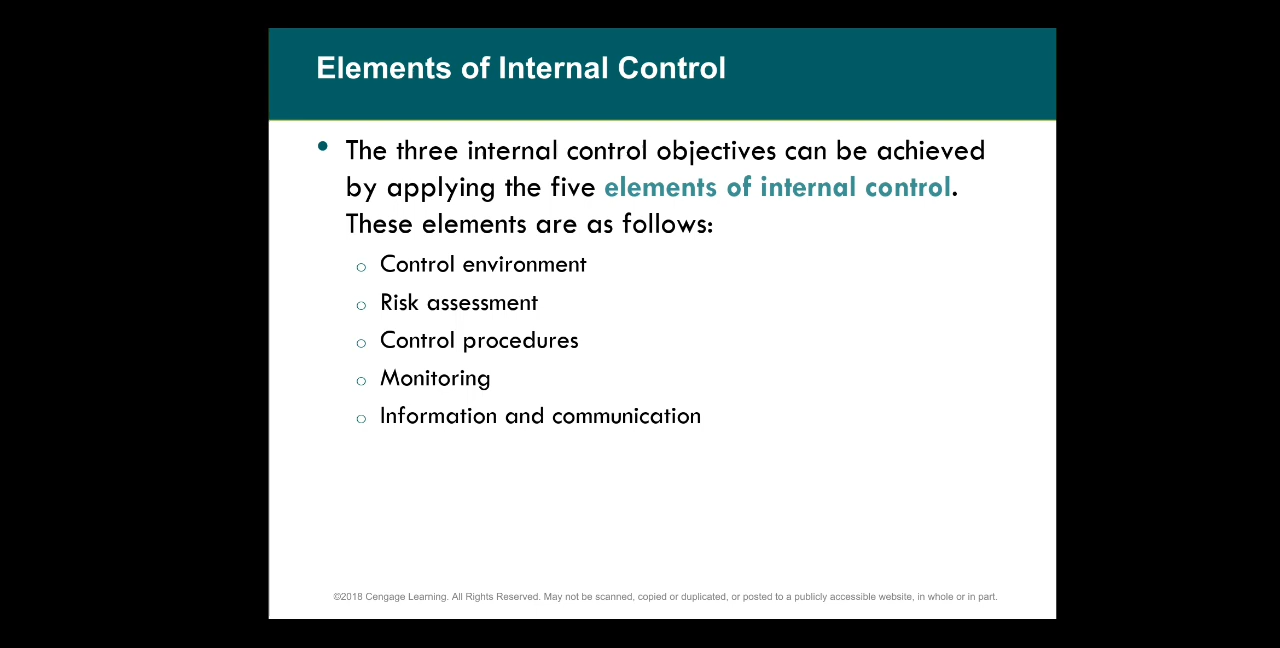 Elements of Internal Control
• The three internal control objectives can be achieved
by applying the five elements of internal control.
These elements are as follows:
○ Control environment
○ Risk assessment
○ Control procedures
○ Monitoring
○ Information and communication
©2018 Cengage Learning. All Rights Reserved. May not be scanned, copied or duplicated, or posted to a publicly accessible website, in whole or in part.